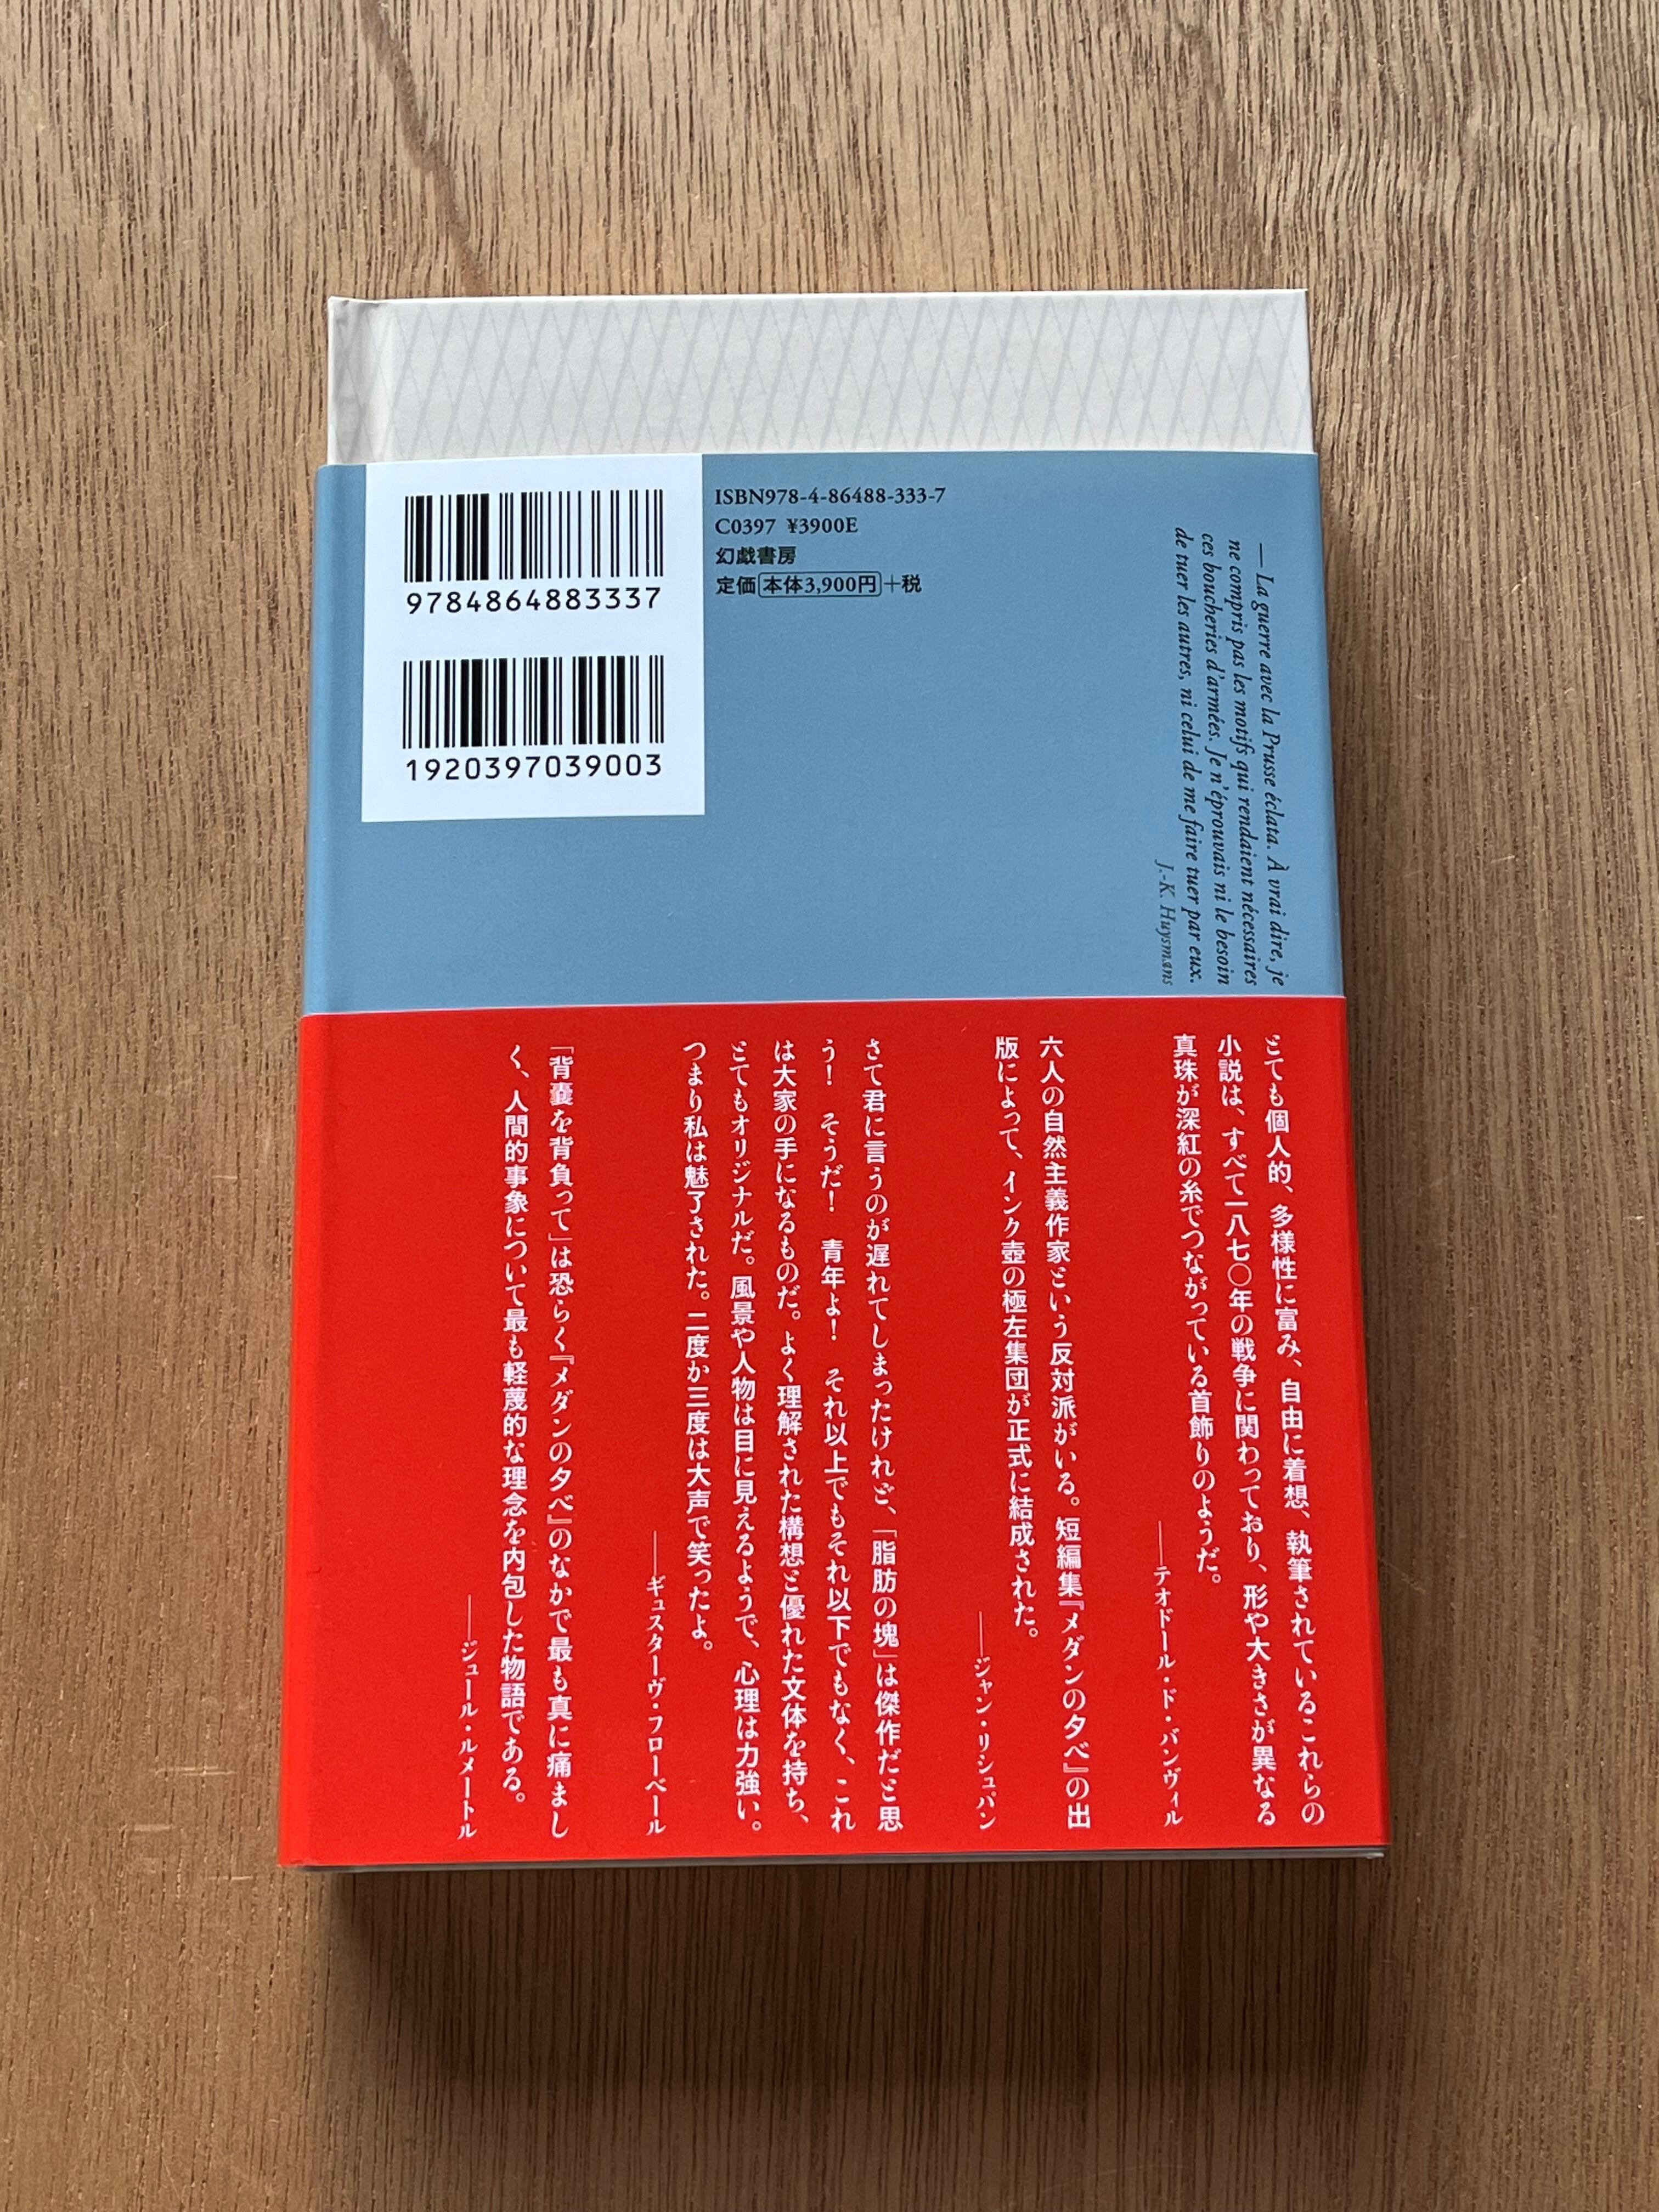 9784864883337
1920397039003
ISBN978-4-86488-333-7
C0397 ¥3900E
幻戯書房
定価 本体3,900円+税
— La guerre avec la Prusse éclata. À vrai dire, je
ne compris pas les motifs qui rendaient nécessaires
ces boucheries d'armées. Je n'éprouvais ni le besoin
de tuer les autres, ni celui de me faire tuer par eux.
J.-K. Huysmans
とても個人的、多様性に富み、自由に着想、執筆されているこれらの
小説は、すべて一八七〇年の戦争に関わっており、形や大きさが異なる
真珠が深紅の糸でつながっている首飾りのようだ。
——テオドール・ド・バンヴィル
六人の自然主義作家という反対派がいる。短編集『メダンの夕べ』の出
版によって、インク壺の極左集団が正式に結成された。
——ジャン・リシュパン
さて君に言うのが遅れてしまったけれど、「脂肪の塊」は傑作だと思
う！ そうだ！ 青年よ！ それ以上でもそれ以下でもなく、これ
は大家の手になるものだ。よく理解された構想と優れた文体を持ち、
とてもオリジナルだ。風景や人物は目に見えるようで、心理は力強い。
つまり私は魅了された。二度か三度は大声で笑ったよ。
——ギュスターヴ・フローベール
「背嚢を背負って」は恐らく『メダンの夕べ』のなかで最も真に痛まし
く、人間的事象について最も軽蔑的な理念を内包した物語である。
——ジュール・ルメートル